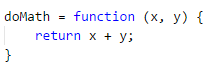 doMath = function (x, y) {
    return x + y;
}